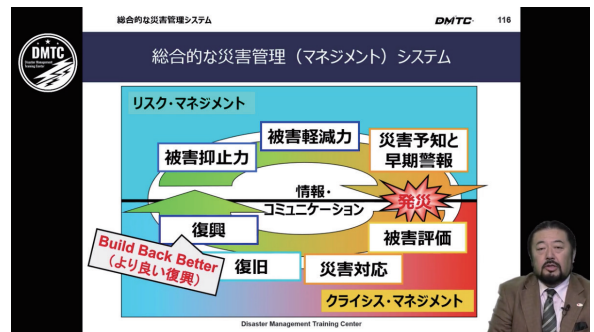 総合的な災害管理システム
DMTC
116
DMTC
Disaster Management
Training Center
総合的な災害管理（マネジメント）システム
リスク・マネジメント
被害軽減力
被害抑止力
災害予知と
早期警報
情報・
コミュニケーション
発災
復興
被害評価
Build Back Better
（より良い復興）
復旧
災害対応
クライシス・マネジメント
Disaster Management Training Center